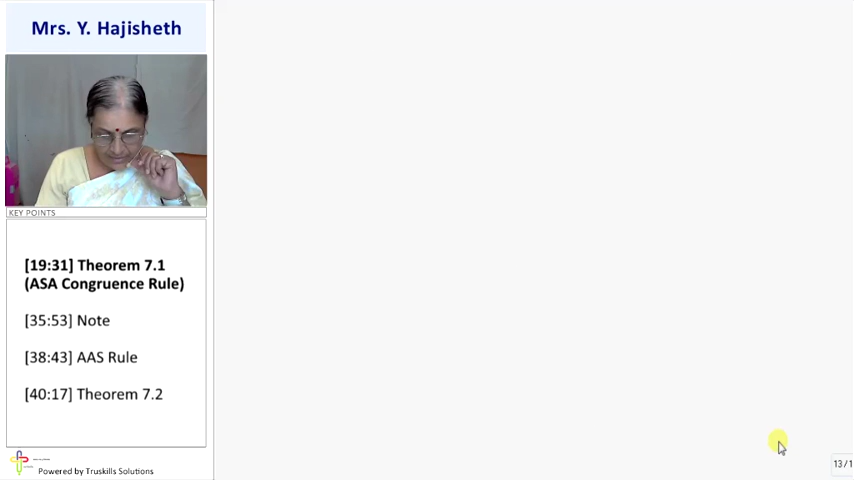 Mrs. Y. Hajisheth
KEY POINTS
[19:31] Theorem 7.1
(ASA Congruence Rule)
[35:53] Note
[38:43] AAS Rule
[40:17] Theorem 7.2
Powered by Truskills Solutions
13/1